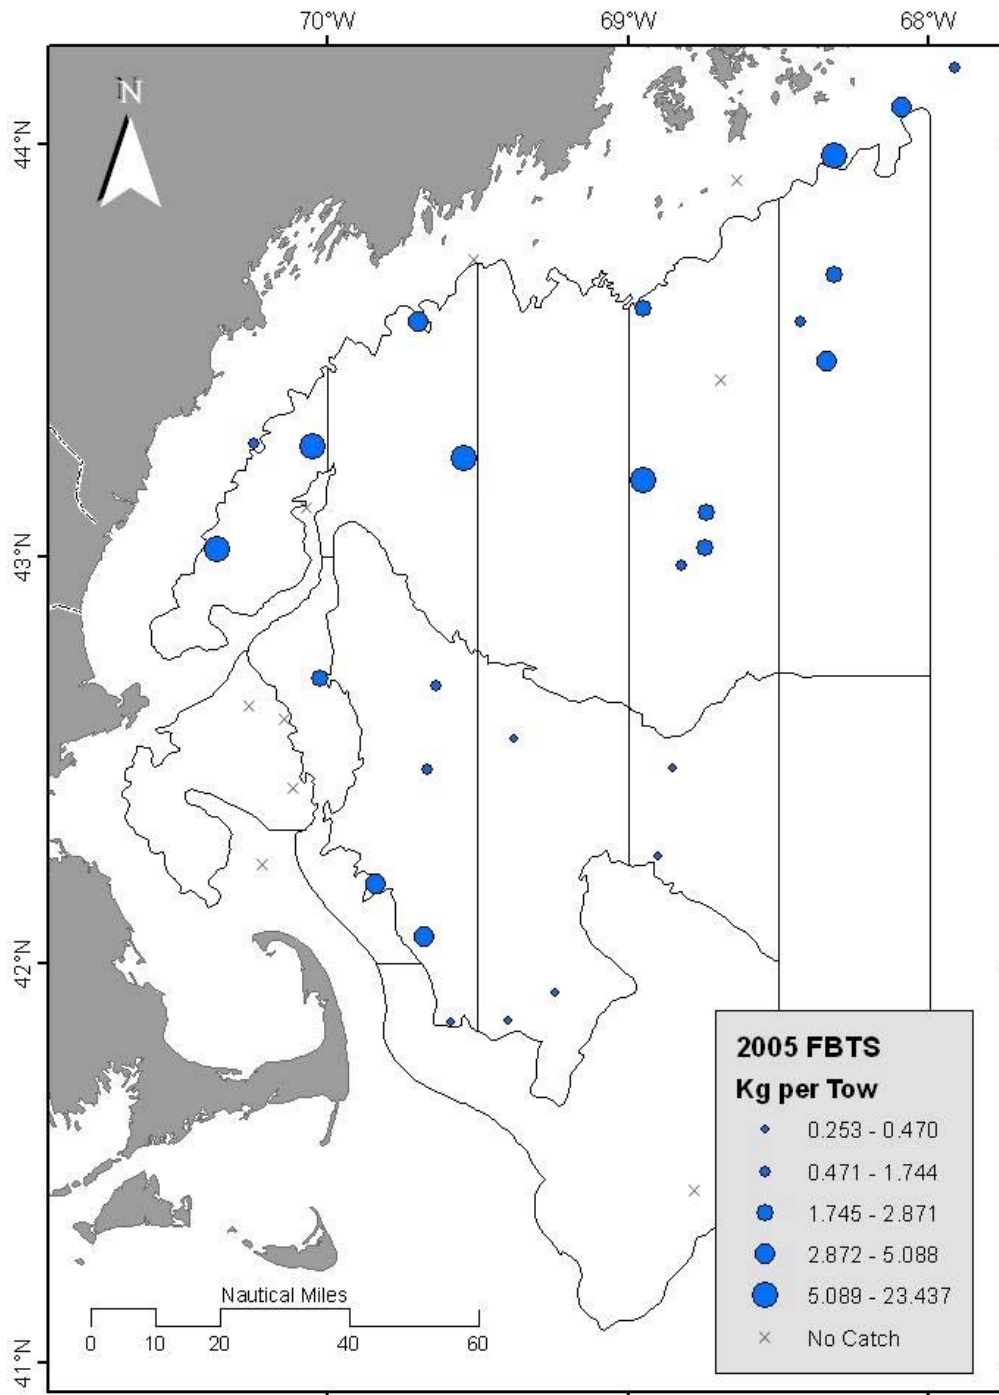 70°W 69°W 68°W
N
44°N
43°N
42°N
41°N
2005 FBTS
Kg per Tow
0.253 - 0.470
0.471 - 1.744
1.745 - 2.871
2.872 - 5.088
5.089 - 23.437
No Catch
Nautical Miles
0 10 20 40 60